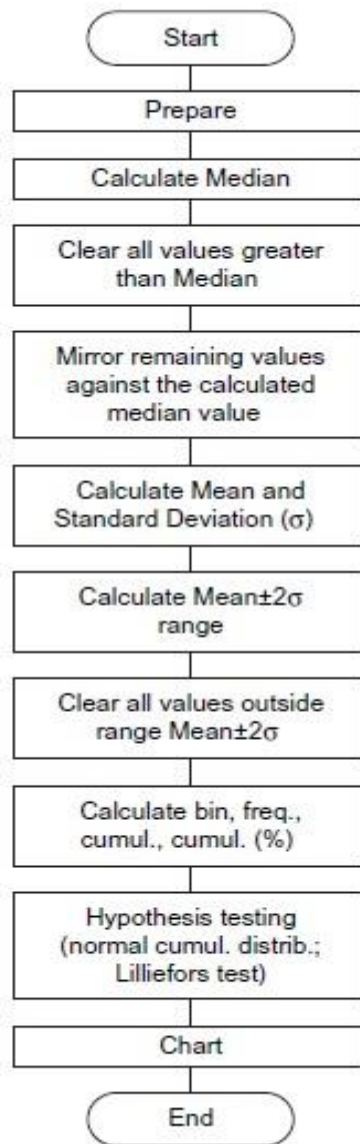 Start
Prepare
Calculate Median
Clear all values greater
than Median
Mirror remaining values
against the calculated
median value
Calculate Mean and
Standard Deviation (σ)
Calculate Mean±2σ
range
Clear all values outside
range Mean±2σ
Calculate bin, freq.,
cumul., cumul. (%)
Hypothesis testing
(normal cumul. distrib.;
Lilliefors test)
Chart
End